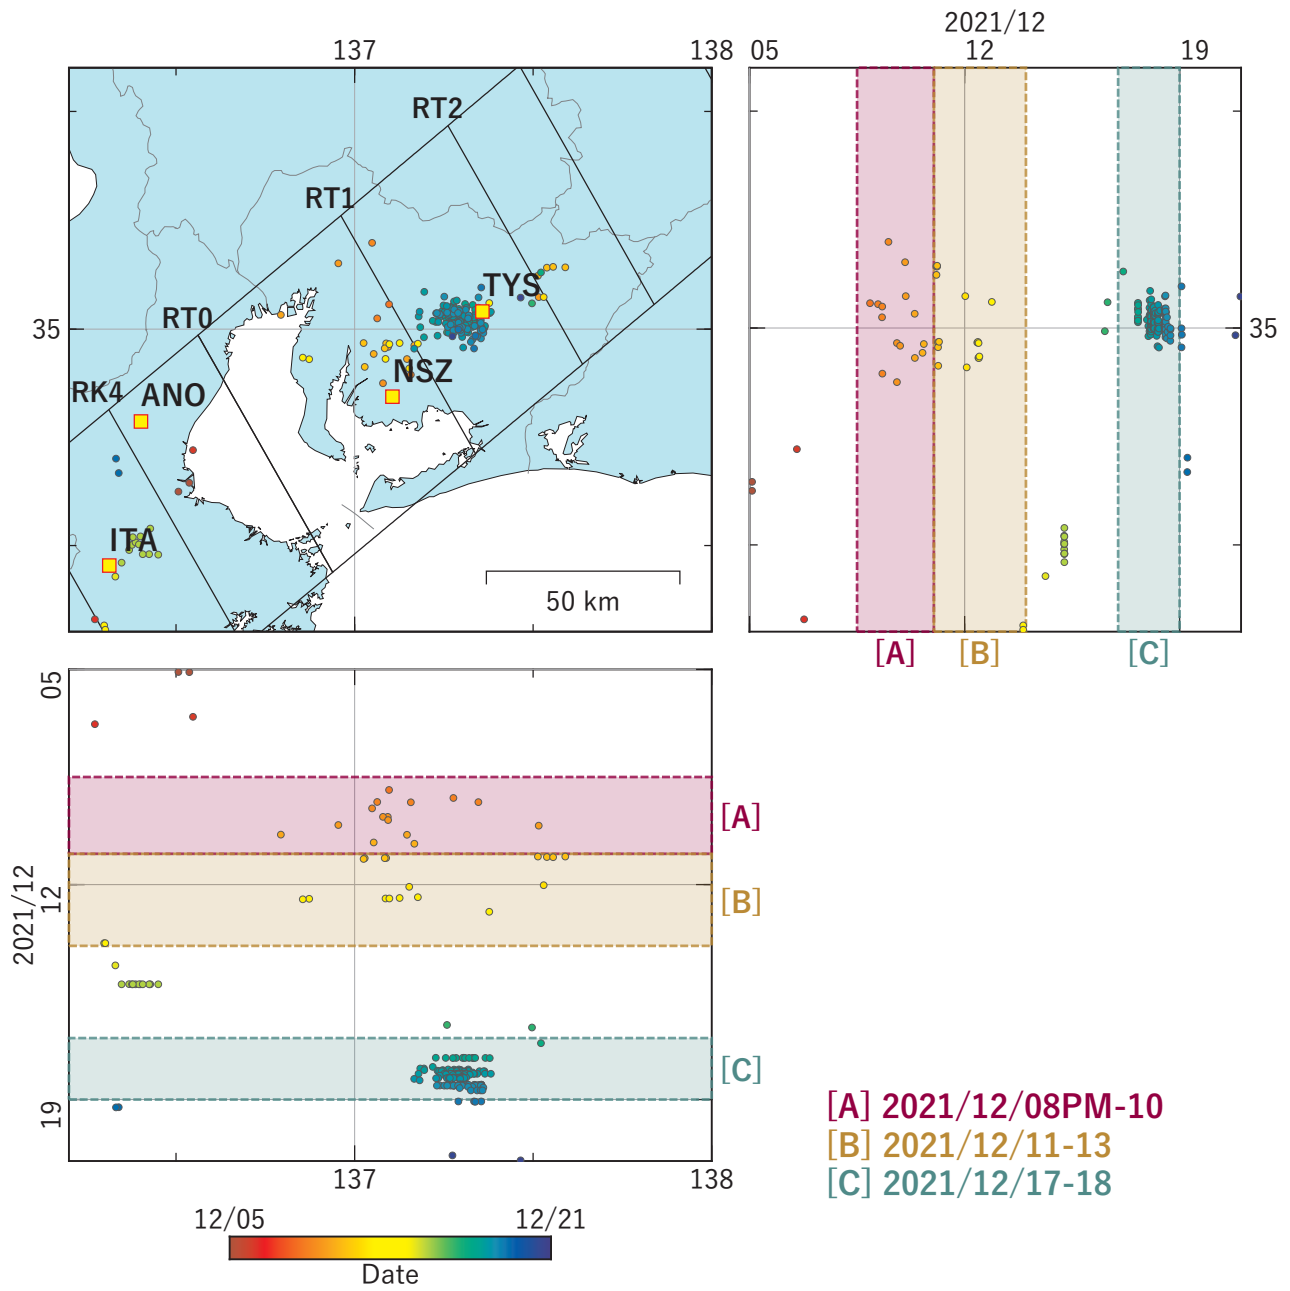 2021/12
137
138
05
12
19
RT2
RT1
TYS
RT0
35
35
NSZ
RK4
ANO
ITA
50 km
[A]
[B]
[C]
05
[A]
2021/12
12
[B]
[C]
19
137
138
[A] 2021/12/08PM-10
[B] 2021/12/11-13
[C] 2021/12/17-18
12/05
12/21
Date